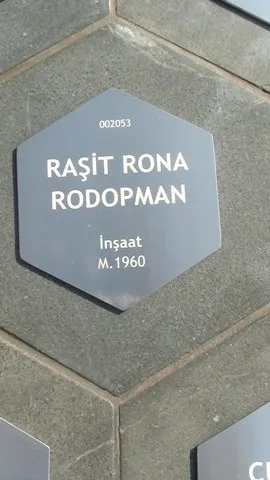 002053
RAŞİT RONA
RODOPMAN
İnşaat
M.1960